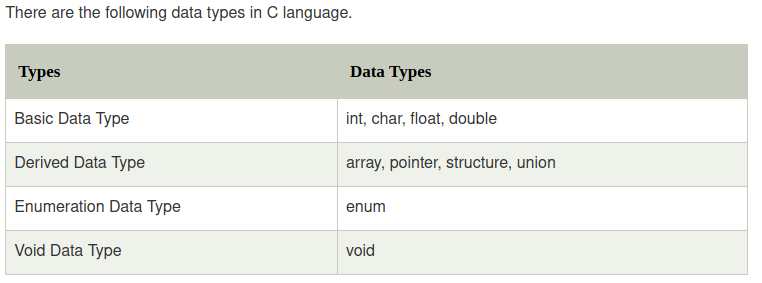 There are the following data types in C language.
Types Data Types
Basic Data Type int, char, float, double
Derived Data Type array, pointer, structure, union
Enumeration Data Type enum
Void Data Type void